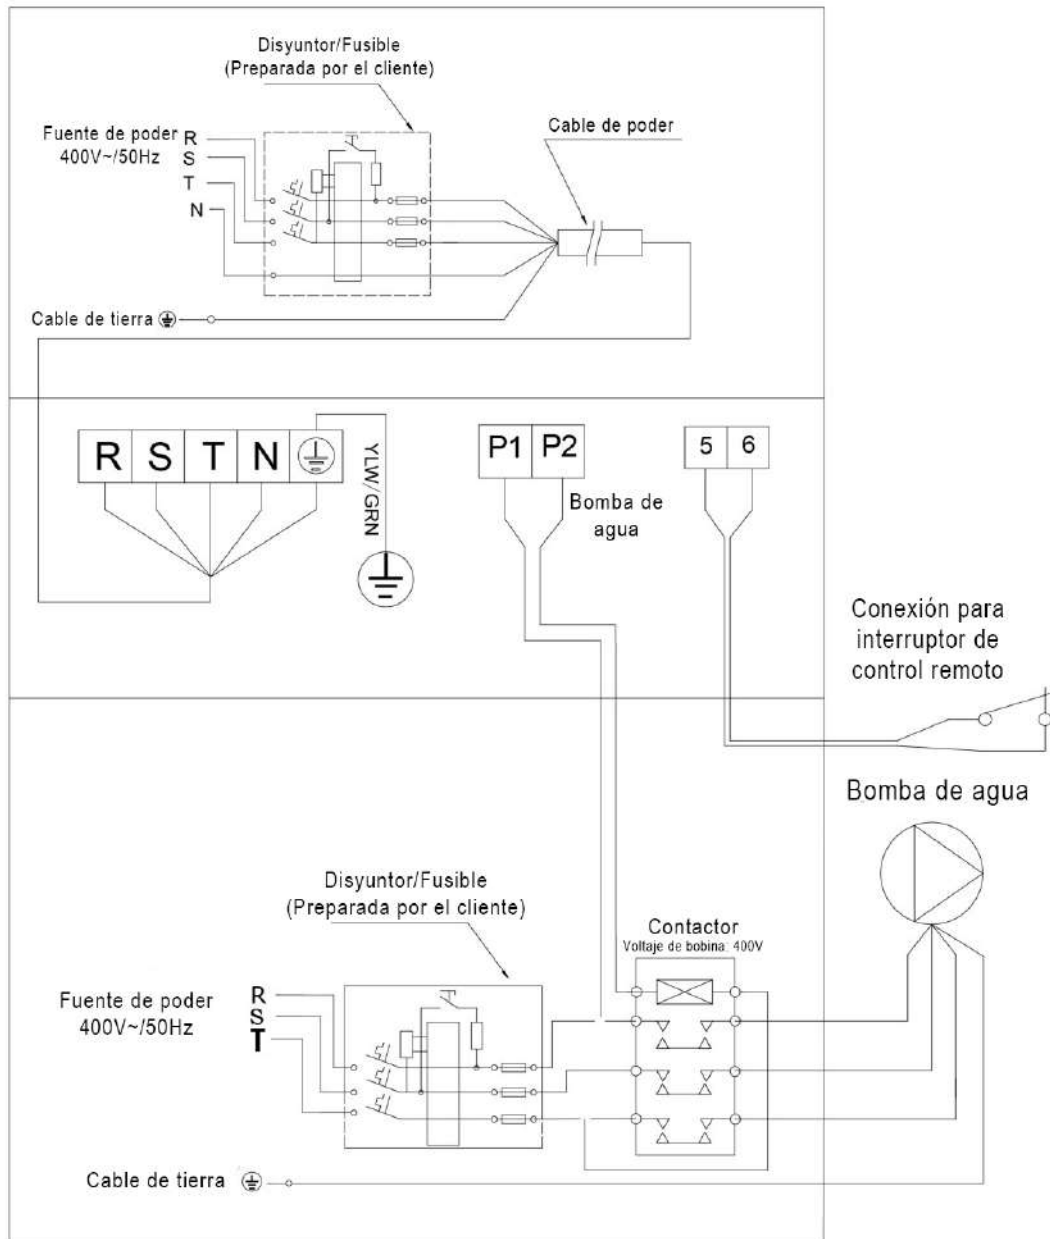 Disyuntor/Fusible
(Preparada por el cliente)
Fuente de poder
400V~/50Hz
R
S
T
N
Cable de poder
Cable de tierra
R S T N
YLW/GRN
P1 P2
Bomba de
agua
5 6
Conexión para
interruptor de
control remoto
Bomba de agua
Disyuntor/Fusible
(Preparada por el cliente)
Contactor
Voltaje de bobina: 400V
Fuente de poder
400V~/50Hz
R
S
T
Cable de tierra